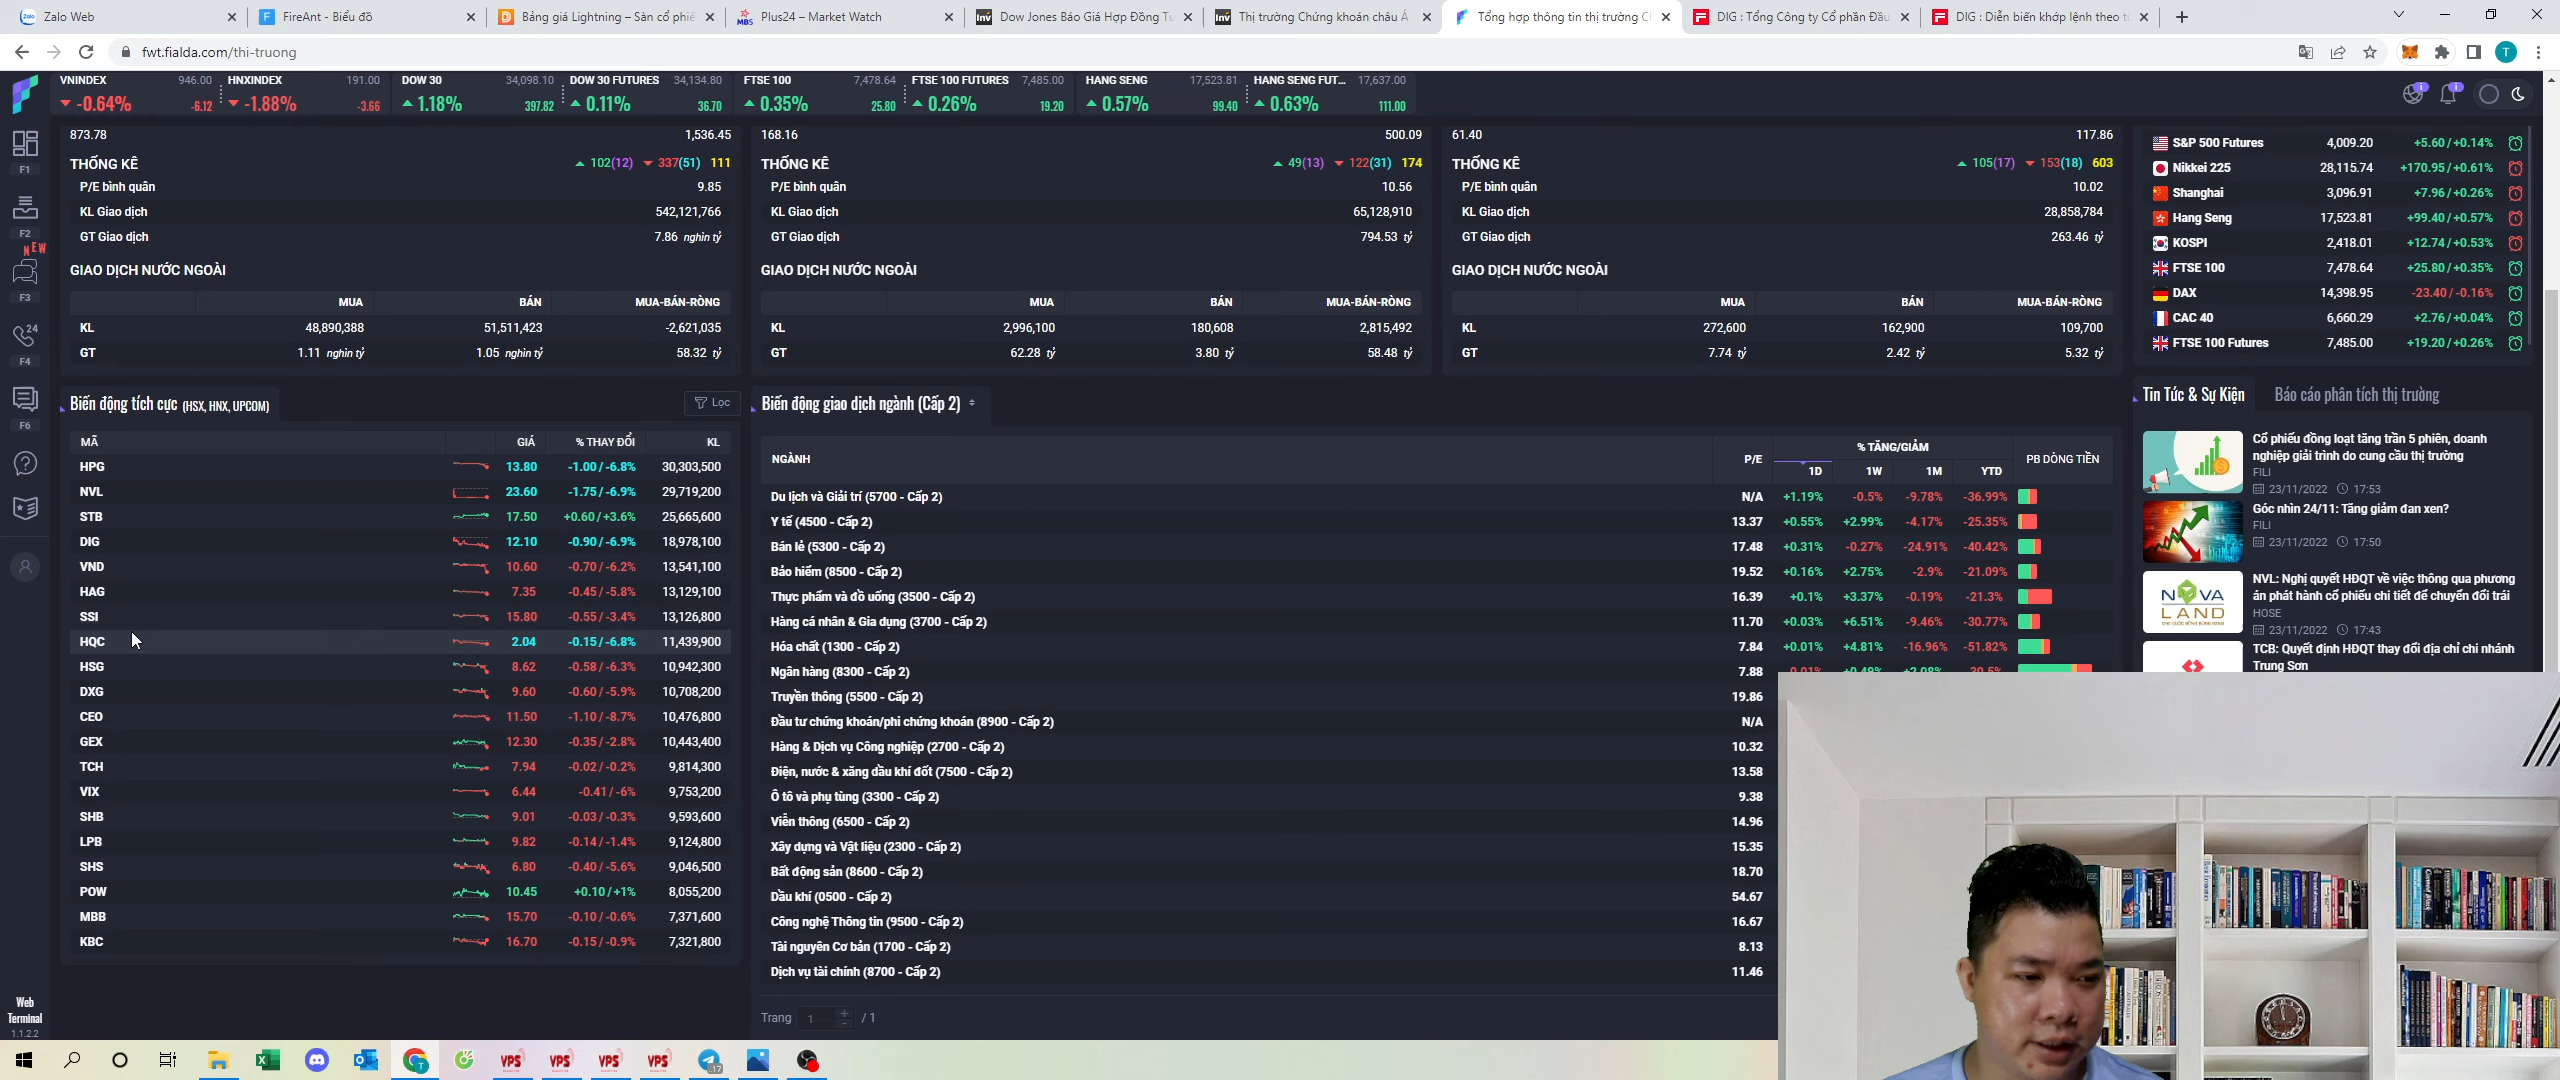 Zalo Web
FireAnt - Biểu đồ
Bảng giá Lightning – Sàn cổ phiế
Plus24 – Market Watch
Dow Jones Báo Giá Hợp Đồng Tư
Thị trường Chứng khoán châu Á
Tổng hợp thông tin thị trường C
DIG : Tổng Công ty Cổ phần Đầu
DIG : Diễn biến khớp lệnh theo t
fwt.fialda.com/thi-truong
VNINDEX 946.00 HNXINDEX 191.00 DOW 30 34,098.10 DOW 30 FUTURES 34,134.80 FTSE 100 7,478.64 FTSE 100 FUTURES 7,485.00 HANG SENG 17,523.81 HANG SENG FUT... 17,637.00
-0.64% -6.12 -1.88% -3.66 1.18% 397.82 0.11% 36.70 0.35% 25.80 0.26% 19.20 0.57% 99.40 0.63% 111.00
873.78 1,536.45
THỐNG KÊ 102(12) 337(51) 111
P/E bình quân 9.85
KL Giao dịch 542,121,766
GT Giao dịch 7.86 nghìn tỷ
GIAO DỊCH NƯỚC NGOÀI
MUA BÁN MUA-BÁN-RÒNG
KL 48,890,388 51,511,423 -2,621,035
GT 1.11 nghìn tỷ 1.05 nghìn tỷ 58.32 tỷ
168.16 500.09
THỐNG KÊ 49(13) 122(31) 174
P/E bình quân 10.56
KL Giao dịch 65,128,910
GT Giao dịch 794.53 tỷ
GIAO DỊCH NƯỚC NGOÀI
MUA BÁN MUA-BÁN-RÒNG
KL 2,996,100 180,608 2,815,492
GT 62.28 tỷ 3.80 tỷ 58.48 tỷ
61.40 117.86
THỐNG KÊ 105(17) 153(18) 603
P/E bình quân 10.02
KL Giao dịch 28,858,784
GT Giao dịch 263.46 tỷ
GIAO DỊCH NƯỚC NGOÀI
MUA BÁN MUA-BÁN-RÒNG
KL 272,600 162,900 109,700
GT 7.74 tỷ 2.42 tỷ 5.32 tỷ
S&P 500 Futures 4,009.20 +5.60 / +0.14%
Nikkei 225 28,115.74 +170.95 / +0.61%
Shanghai 3,096.91 +7.96 / +0.26%
Hang Seng 17,523.81 +99.40 / +0.57%
KOSPI 2,418.01 +12.74 / +0.53%
FTSE 100 7,478.64 +25.80 / +0.35%
DAX 14,398.95 -23.40 / -0.16%
CAC 40 6,660.29 +2.76 / +0.04%
FTSE 100 Futures 7,485.00 +19.20 / +0.26%
F1
F2
NEW
F3
24
F4
F6
Web
Terminal
1.1.2.2
Biến động tích cực (HSX, HNX, UPCOM) Lọc
MÃ GIÁ % THAY ĐỔI KL
HPG 13.80 -1.00 / -6.8% 30,303,500
NVL 23.60 -1.75 / -6.9% 29,719,200
STB 17.50 +0.60 / +3.6% 25,665,600
DIG 12.10 -0.90 / -6.9% 18,978,100
VND 10.60 -0.70 / -6.2% 13,541,100
HAG 7.35 -0.45 / -5.8% 13,129,100
SSI 15.80 -0.55 / -3.4% 13,126,800
HQC 2.04 -0.15 / -6.8% 11,439,900
HSG 8.62 -0.58 / -6.3% 10,942,300
DXG 9.60 -0.60 / -5.9% 10,708,200
CEO 11.50 -1.10 / -8.7% 10,476,800
GEX 12.30 -0.35 / -2.8% 10,443,400
TCH 7.94 -0.02 / -0.2% 9,814,300
VIX 6.44 -0.41 / -6% 9,753,200
SHB 9.01 -0.03 / -0.3% 9,593,600
LPB 9.82 -0.14 / -1.4% 9,124,800
SHS 6.80 -0.40 / -5.6% 9,046,500
POW 10.45 +0.10 / +1% 8,055,200
MBB 15.70 -0.10 / -0.6% 7,371,600
KBC 16.70 -0.15 / -0.9% 7,321,800
Biến động giao dịch ngành (Cấp 2)
NGÀNH P/E % TĂNG/GIẢM PB DÒNG TIỀN
1D 1W 1M YTD
Du lịch và Giải trí (5700 - Cấp 2) N/A +1.19% -0.5% -9.78% -36.99%
Y tế (4500 - Cấp 2) 13.37 +0.55% +2.99% -4.17% -25.35%
Bán lẻ (5300 - Cấp 2) 17.48 +0.31% -0.27% -24.91% -40.42%
Bảo hiểm (8500 - Cấp 2) 19.52 +0.16% +2.75% -2.9% -21.09%
Thực phẩm và đồ uống (3500 - Cấp 2) 16.39 +0.1% +3.37% -0.19% -21.3%
Hàng cá nhân & Gia dụng (3700 - Cấp 2) 11.70 +0.03% +6.51% -9.46% -30.77%
Hóa chất (1300 - Cấp 2) 7.84 +0.01% +4.81% -16.96% -51.82%
Ngân hàng (8300 - Cấp 2) 7.88
Truyền thông (5500 - Cấp 2) 19.86
Đầu tư chứng khoán/phi chứng khoán (8900 - Cấp 2) N/A
Hàng & Dịch vụ Công nghiệp (2700 - Cấp 2) 10.32
Điện, nước & xăng dầu khí đốt (7500 - Cấp 2) 13.58
Ô tô và phụ tùng (3300 - Cấp 2) 9.38
Viễn thông (6500 - Cấp 2) 14.96
Xây dựng và Vật liệu (2300 - Cấp 2) 15.35
Bất động sản (8600 - Cấp 2) 18.70
Dầu khí (0500 - Cấp 2) 54.67
Công nghệ Thông tin (9500 - Cấp 2) 16.67
Tài nguyên Cơ bản (1700 - Cấp 2) 8.13
Dịch vụ tài chính (8700 - Cấp 2) 11.46
Trang 1 / 1
Tin Tức & Sự Kiện Báo cáo phân tích thị trường
Cổ phiếu đồng loạt tăng trần 5 phiên, doanh
nghiệp giải trình do cung cầu thị trường
FILI
23/11/2022 17:53
Góc nhìn 24/11: Tăng giảm đan xen?
FILI
23/11/2022 17:50
NOVA
LAND
NVL: Nghị quyết HĐQT về việc thông qua phương
án phát hành cổ phiếu chi tiết để chuyển đổi trái
HOSE
23/11/2022 17:43
TCB: Quyết định HĐQT thay đổi địa chỉ chi nhánh
Trung Sơn
VPS
VPS
VPS
VPS